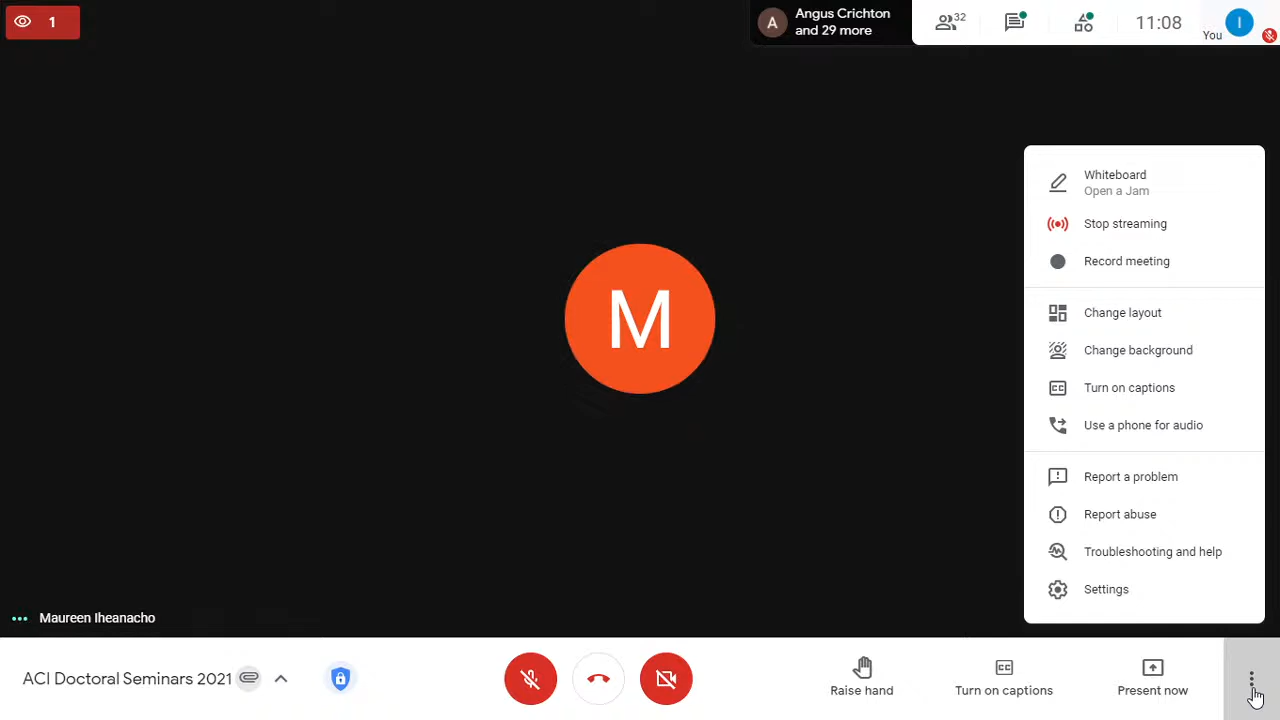 1
A
Angus Crichton
and 29 more
32
11:08
You
I
Whiteboard
Open a Jam
Stop streaming
Record meeting
Change layout
Change background
CC
Turn on captions
Use a phone for audio
Report a problem
Report abuse
Troubleshooting and help
Settings
M
Maureen Iheanacho
ACI Doctoral Seminars 2021
Raise hand
CC
Turn on captions
Present now